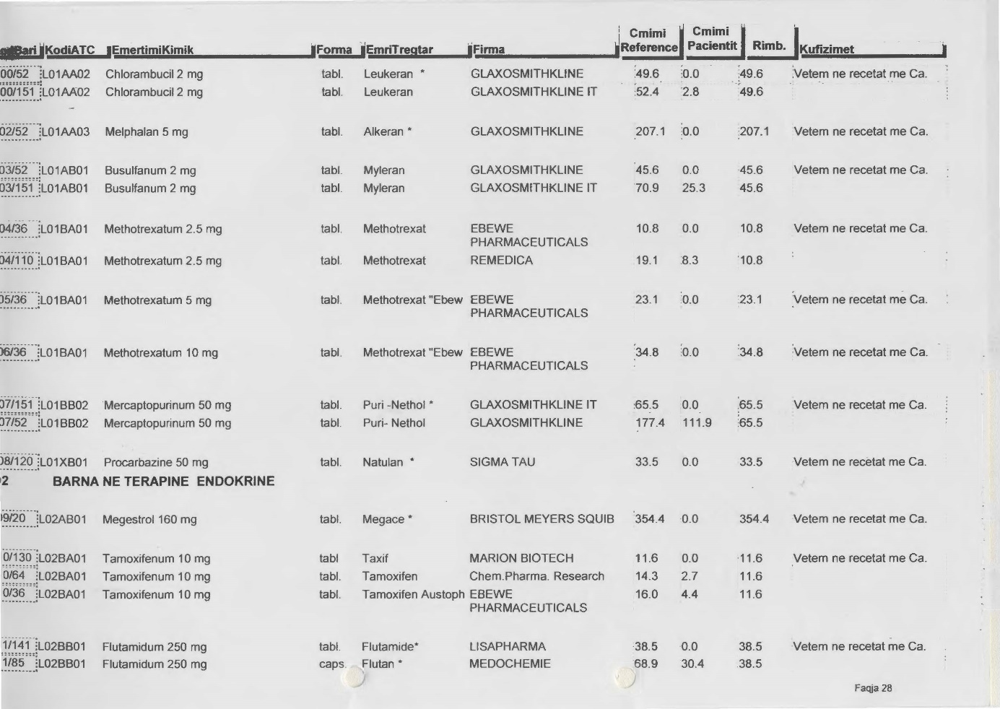 Bari KodiATC EmertimiKimik Forma EmriTregtar Firma Cmimi Reference Cmimi Pacientit Rimb. Kufizimet
00/52 L01AA02 Chlorambucil 2 mg tabl. Leukeran * GLAXOSMITHKLINE 49.6 0.0 49.6 Vetem ne recetat me Ca.
00/151 L01AA02 Chlorambucil 2 mg tabl. Leukeran GLAXOSMITHKLINE IT 52.4 2.8 49.6
02/52 L01AA03 Melphalan 5 mg tabl. Alkeran * GLAXOSMITHKLINE 207.1 0.0 207.1 Vetem ne recetat me Ca.
03/52 L01AB01 Busulfanum 2 mg tabl. Myleran GLAXOSMITHKLINE 45.6 0.0 45.6 Vetem ne recetat me Ca.
03/151 L01AB01 Busulfanum 2 mg tabl. Myleran GLAXOSMITHKLINE IT 70.9 25.3 45.6
04/36 L01BA01 Methotrexatum 2.5 mg tabl. Methotrexat EBEWE 10.8 0.0 10.8 Vetem ne recetat me Ca.
PHARMACEUTICALS
04/110 L01BA01 Methotrexatum 2.5 mg tabl. Methotrexat REMEDICA 19.1 8.3 10.8
05/36 L01BA01 Methotrexatum 5 mg tabl. Methotrexat "Ebew EBEWE 23.1 0.0 23.1 Vetem ne recetat me Ca.
PHARMACEUTICALS
06/36 L01BA01 Methotrexatum 10 mg tabl. Methotrexat "Ebew EBEWE 34.8 0.0 34.8 Vetem ne recetat me Ca.
PHARMACEUTICALS
07/151 L01BB02 Mercaptopurinum 50 mg tabl. Puri -Nethol * GLAXOSMITHKLINE IT 65.5 0.0 65.5 Vetem ne recetat me Ca.
07/52 L01BB02 Mercaptopurinum 50 mg tabl. Puri- Nethol GLAXOSMITHKLINE 177.4 111.9 65.5
08/120 L01XB01 Procarbazine 50 mg tabl. Natulan * SIGMA TAU 33.5 0.0 33.5 Vetem ne recetat me Ca.
2 BARNA NE TERAPINE ENDOKRINE
09/20 L02AB01 Megestrol 160 mg tabl. Megace * BRISTOL MEYERS SQUIB 354.4 0.0 354.4 Vetem ne recetat me Ca.
0/130 L02BA01 Tamoxifenum 10 mg tabl Taxif MARION BIOTECH 11.6 0.0 11.6 Vetem ne recetat me Ca.
0/64 L02BA01 Tamoxifenum 10 mg tabl. Tamoxifen Chem.Pharma. Research 14.3 2.7 11.6
0/36 L02BA01 Tamoxifenum 10 mg tabl. Tamoxifen Austoph EBEWE 16.0 4.4 11.6
PHARMACEUTICALS
1/141 L02BB01 Flutamidum 250 mg tabl. Flutamide* LISAPHARMA 38.5 0.0 38.5 Vetem ne recetat me Ca.
1/85 L02BB01 Flutamidum 250 mg caps. Flutan * MEDOCHEMIE 68.9 30.4 38.5
Faqja 28